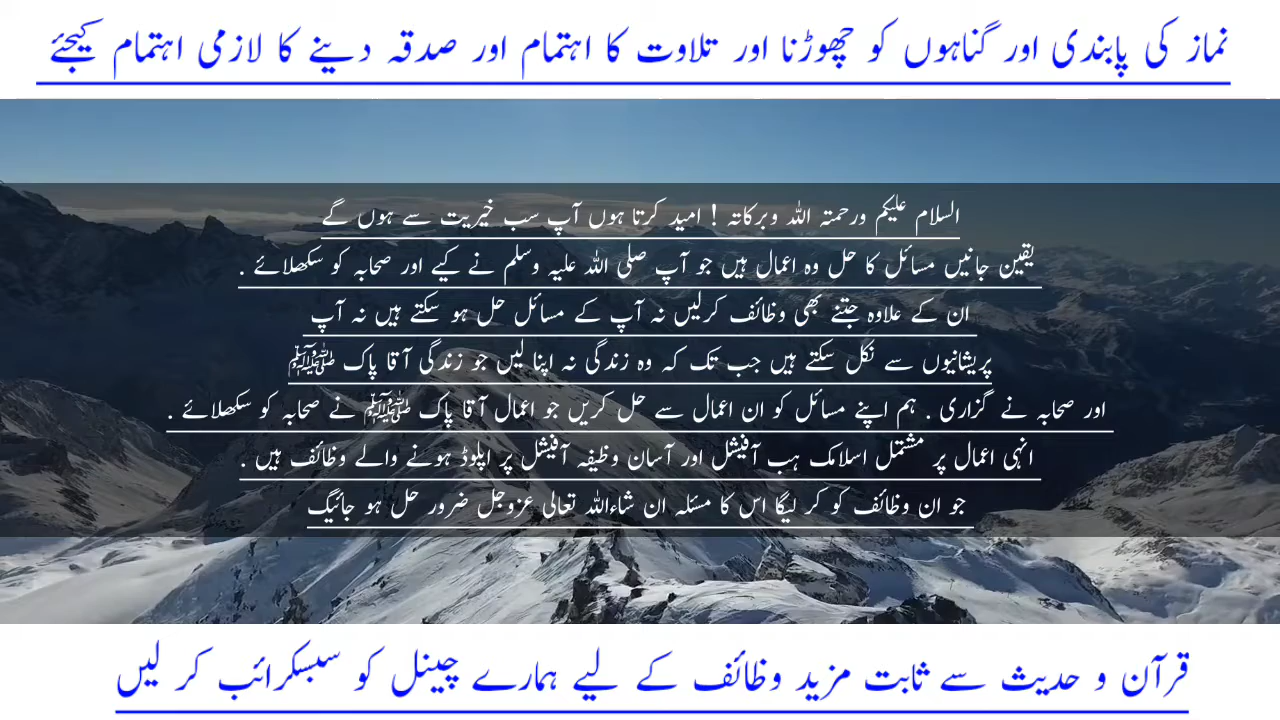 نماز کی پابندی اور گناہوں کو چھوڑنا اور تلاوت کا اہتمام اور صدقہ دینے کا لازمی اہتمام کیجئے
السلام علیکم ورحمتہ اللہ وبرکاتہ ! امید کرتا ہوں آپ سب خیریت سے ہوں گے
یقین جانیں مسائل کا حل وہ اعمال ہیں جو آپ صلی اللہ علیہ وسلم نے کیے اور صحابہ کو سکھلائے .
ان کے علاوہ جتنے بھی وظائف کرلیں نہ آپ کے مسائل حل ہو سکتے ہیں نہ آپ
پریشانیوں سے نکل سکتے ہیں جب تک کہ وہ زندگی نہ اپنا لیں جو زندگی آقا پاک ﷺ
اور صحابہ نے گزاری . ہم اپنے مسائل کو ان اعمال سے حل کریں جو اعمال آقا پاک ﷺ نے صحابہ کو سکھلائے .
انہی اعمال پر مشتمل اسلامک ہب آفیشل اور آسان وظیفہ آفیشل پر اپلوڈ ہونے والے وظائف ہیں .
جو ان وظائف کو کر لیگا اس کا مسئلہ ان شاءاللہ تعالی عزوجل ضرور حل ہو جائیگ
قرآن و حدیث سے ثابت مزید وظائف کے لیے ہمارے چینل کو سبسکرائب کر لیں